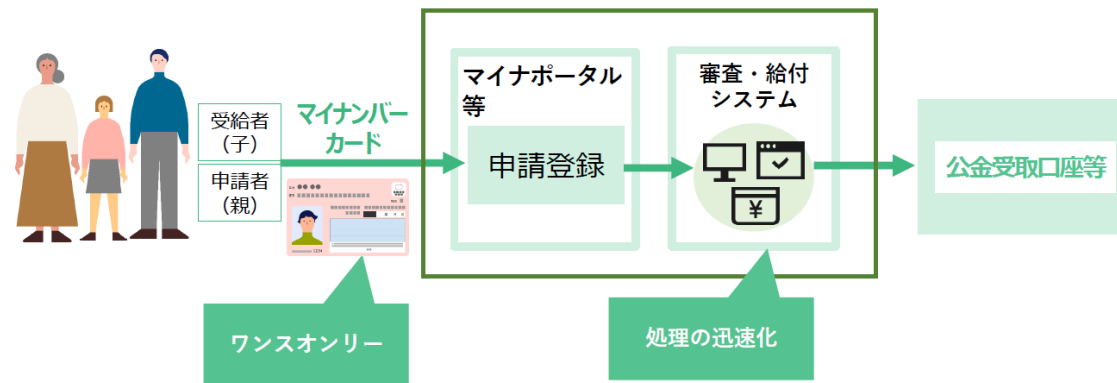 受給者
（子）
申請者
（親）
マイナンバー
カード
ワンスオンリー
マイナポータル
等
申請登録
審査・給付
システム
¥
処理の迅速化
公金受取口座等